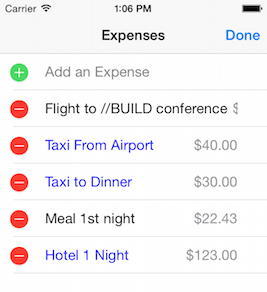 Carrier 1:06 PM
Expenses Done
Add an Expense
Flight to //BUILD conference $
Taxi From Airport $40.00
Taxi to Dinner $30.00
Meal 1st night $22.43
Hotel 1 Night $123.00